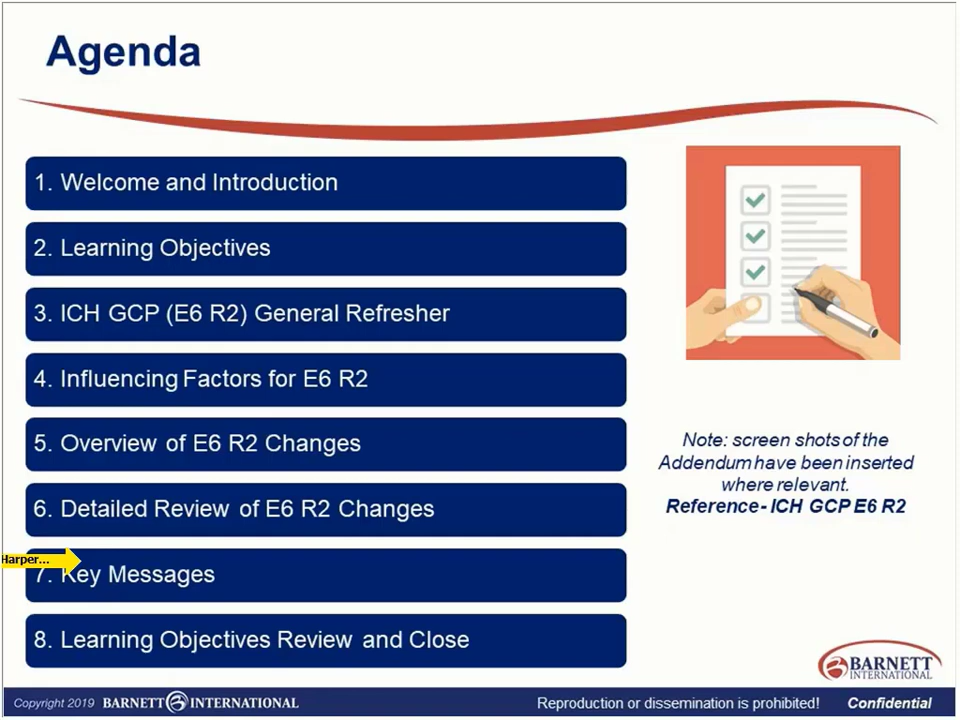 Agenda
1. Welcome and Introduction
2. Learning Objectives
3. ICH GCP (E6 R2) General Refresher
4. Influencing Factors for E6 R2
5. Overview of E6 R2 Changes
6. Detailed Review of E6 R2 Changes
Harper...
7. Key Messages
8. Learning Objectives Review and Close
Note: screen shots of the
Addendum have been inserted
where relevant.
Reference- ICH GCP E6 R2
BARNETT
INTERNATIONAL
Copyright 2019 BARNETT INTERNATIONAL
Reproduction or dissemination is prohibited! Confidential